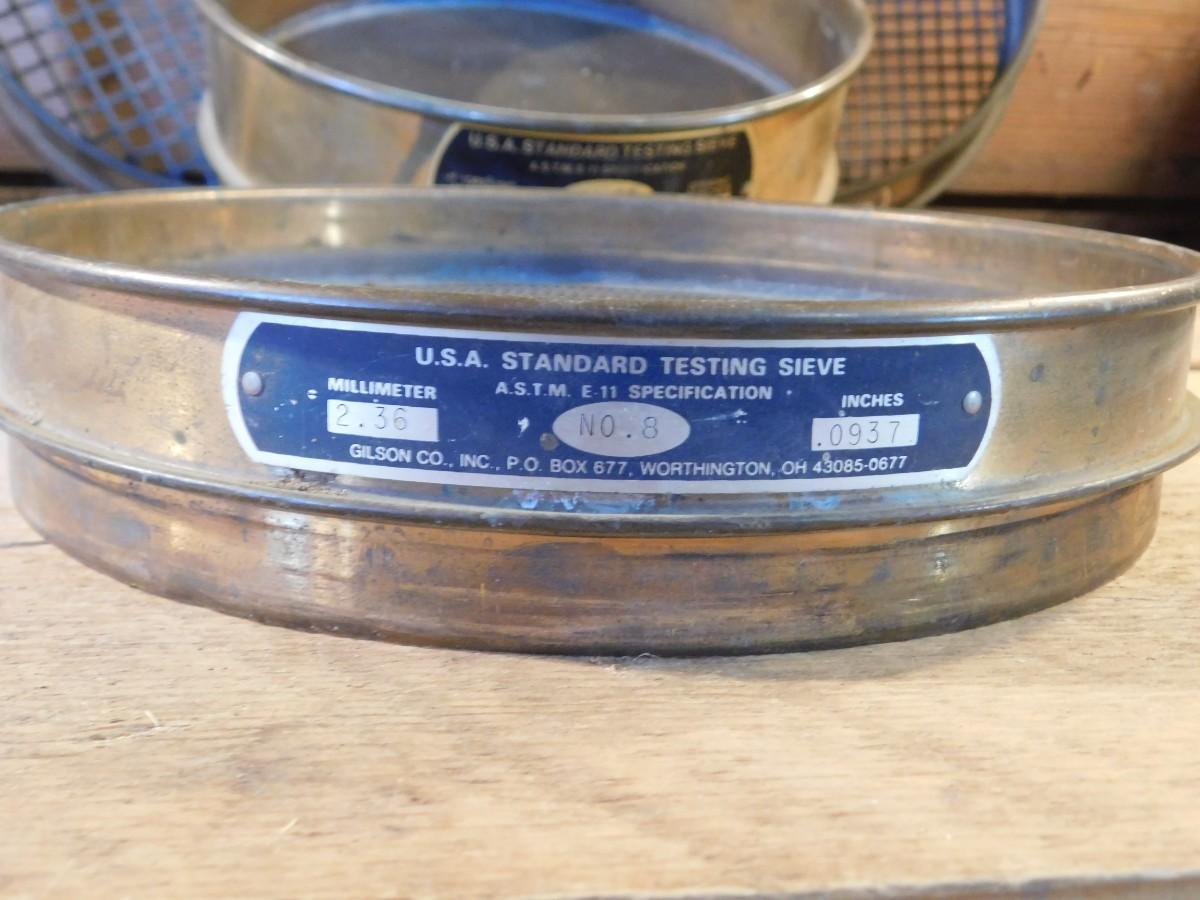 U.S.A. STANDARD TESTING SIEVE
U.S.A. STANDARD TESTING SIEVE
MILLIMETER A.S.T.M. E-11 SPECIFICATION INCHES
2.36 NO.8 .0937
GILSON CO., INC., P.O. BOX 677, WORTHINGTON, OH 43085-0677